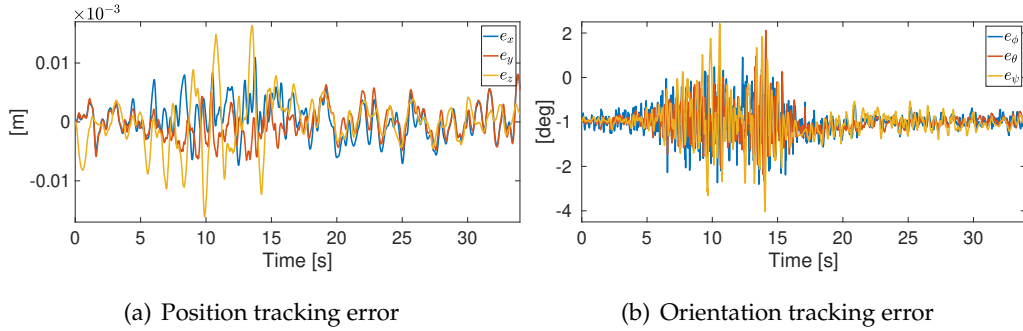 ×10⁻³
0.01
0
-0.01
[m]
e_x
e_y
e_z
0 5 10 15 20 25 30
Time [s]
(a) Position tracking error
2
0
-1
-2
-4
[deg]
e_ϕ
e_θ
e_ψ
0 5 10 15 20 25 30
Time [s]
(b) Orientation tracking error